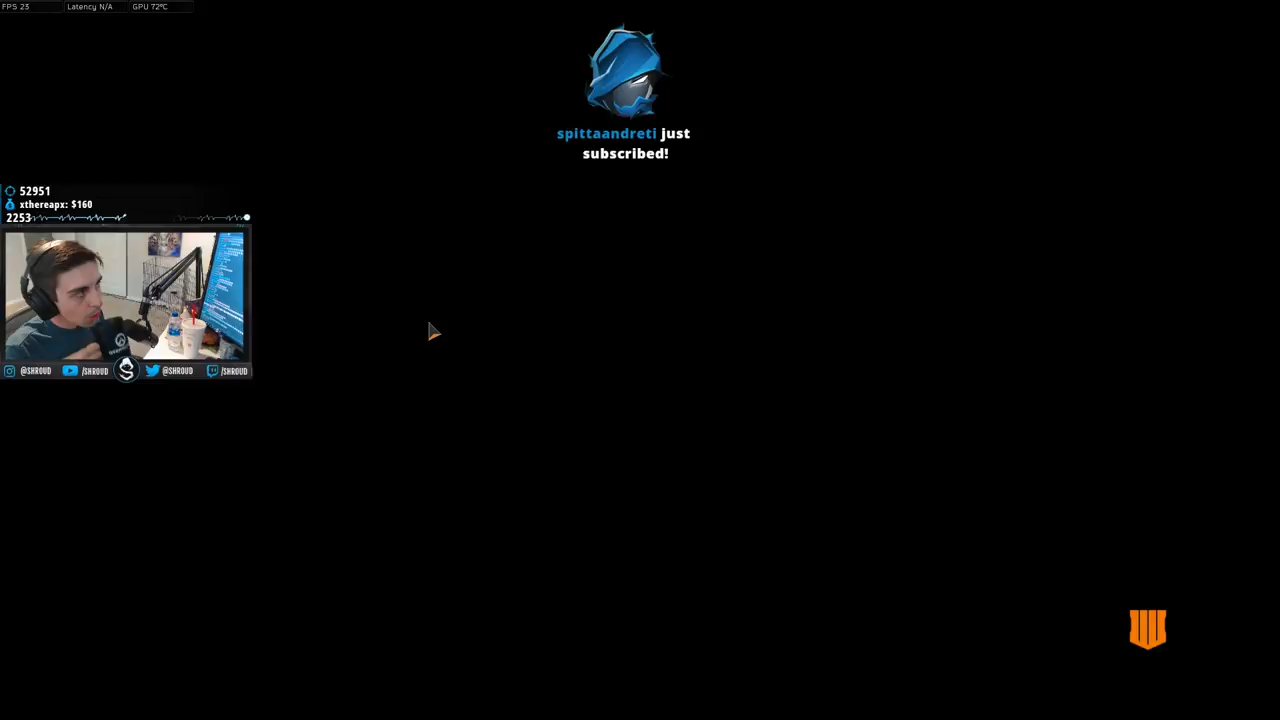 FPS 23 Latency N/A GPU 72°C
spittaandreti just
subscribed!
52951
xthereapx: $160
2253
@SHROUD /SHROUD @SHROUD /SHROUD